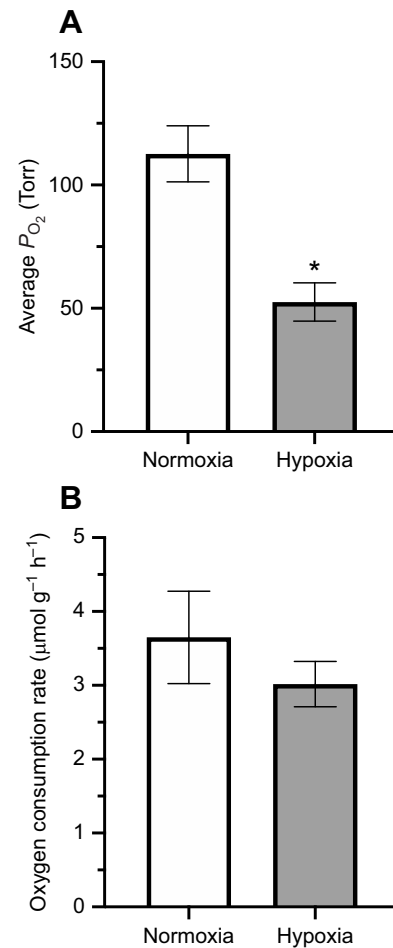 A
Average PO2 (Torr)
150
100
50
0
*
Normoxia Hypoxia
B
Oxygen consumption rate (μmol g−1 h−1)
5
4
3
2
1
0
Normoxia Hypoxia